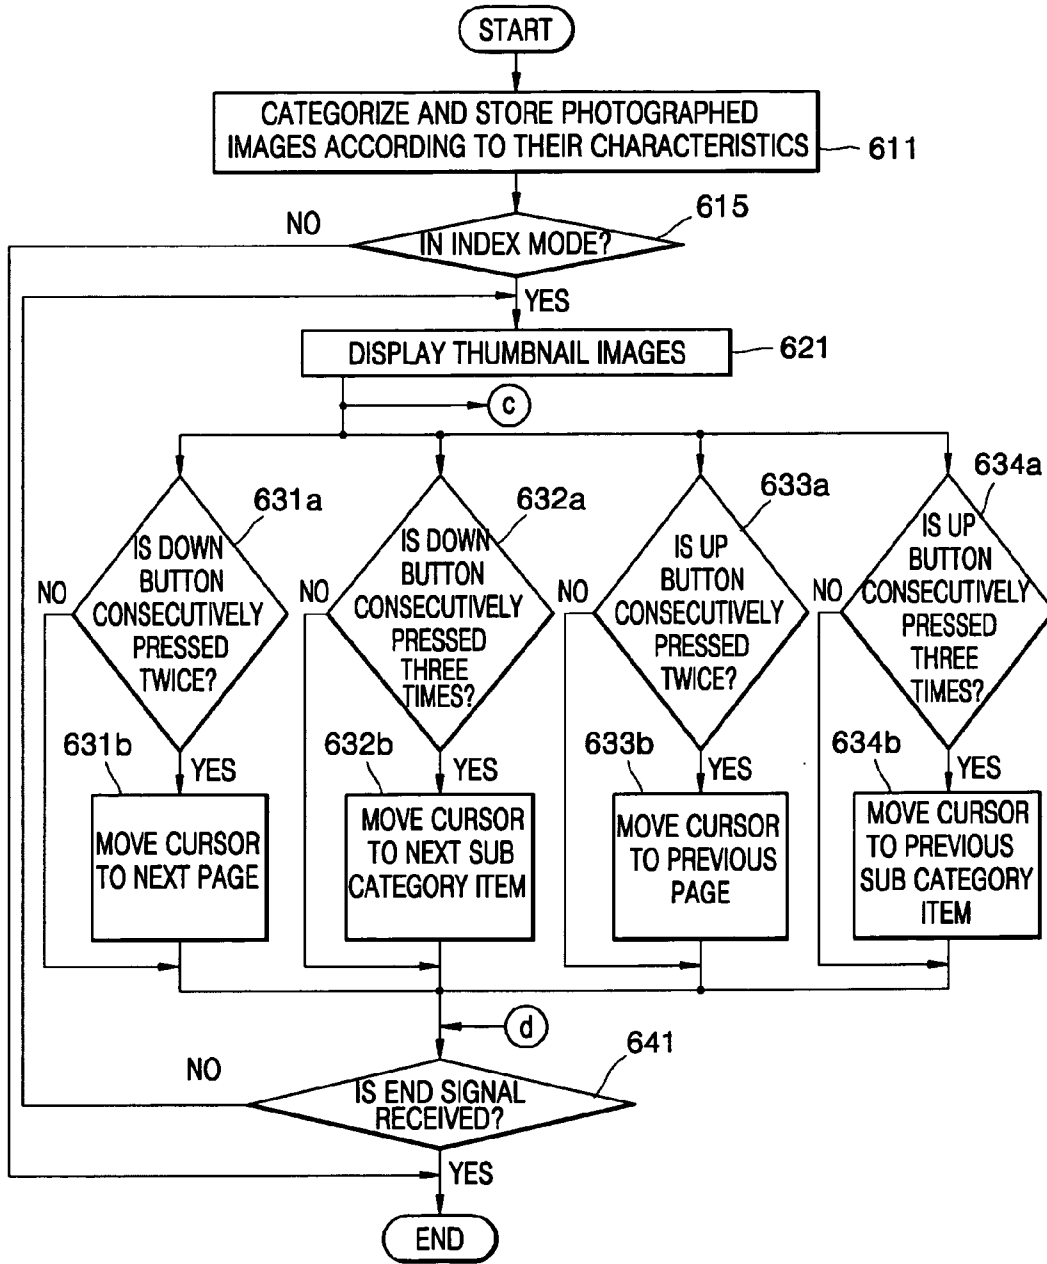 START
CATEGORIZE AND STORE PHOTOGRAPHED
IMAGES ACCORDING TO THEIR CHARACTERISTICS
611
615
NO
IN INDEX MODE?
YES
DISPLAY THUMBNAIL IMAGES
621
c
631a
IS DOWN
BUTTON
CONSECUTIVELY
PRESSED
TWICE?
NO
632a
IS DOWN
BUTTON
CONSECUTIVELY
PRESSED
THREE
TIMES?
NO
633a
IS UP
BUTTON
CONSECUTIVELY
PRESSED
TWICE?
NO
634a
IS UP
BUTTON
CONSECUTIVELY
PRESSED
THREE
TIMES?
NO
631b
YES
MOVE CURSOR
TO NEXT PAGE
632b
YES
MOVE CURSOR
TO NEXT SUB
CATEGORY ITEM
633b
YES
MOVE CURSOR
TO PREVIOUS
PAGE
634b
YES
MOVE CURSOR
TO PREVIOUS
SUB CATEGORY
ITEM
d
641
NO
IS END SIGNAL
RECEIVED?
YES
END